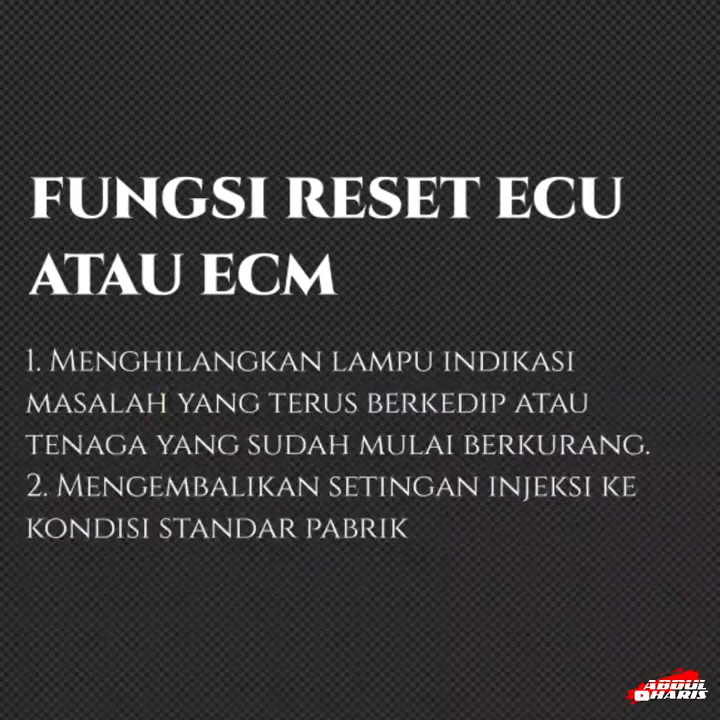 FUNGSI RESET ECU
ATAU ECM
1. MENGHILANGKAN LAMPU INDIKASI
MASALAH YANG TERUS BERKEDIP ATAU
TENAGA YANG SUDAH MULAI BERKURANG.
2. MENGEMBALIKAN SETINGAN INJEKSI KE
KONDISI STANDAR PABRIK
ABDUL
HARIS